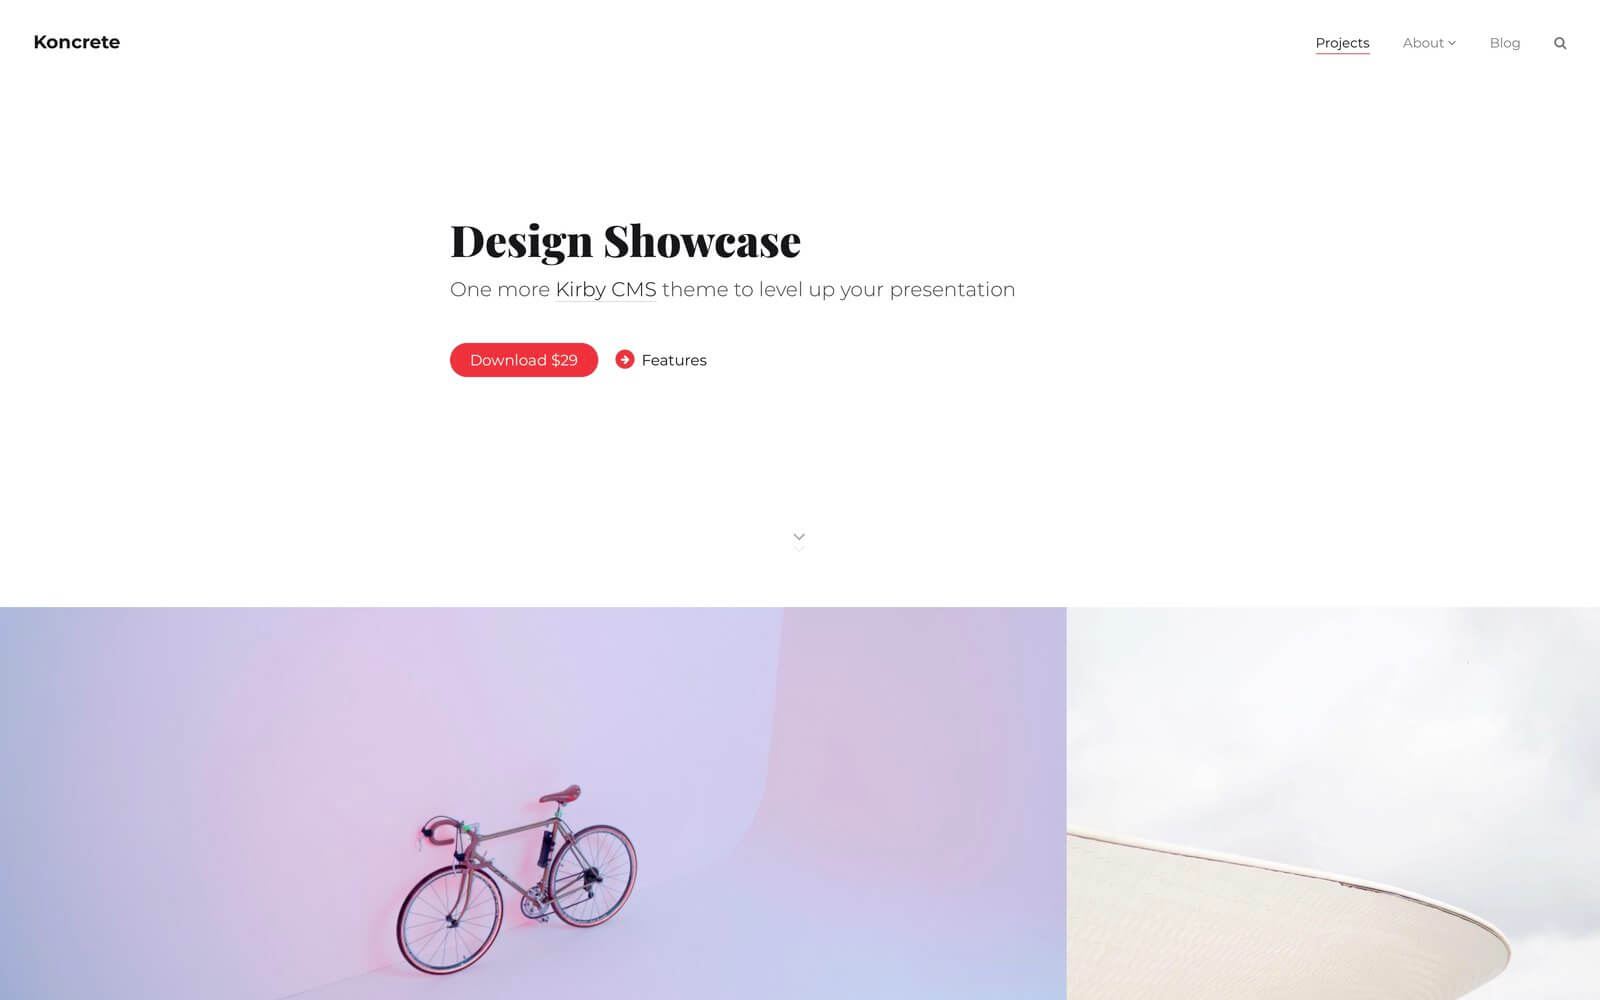 Koncrete
Projects
About
Blog
Design Showcase
One more Kirby CMS theme to level up your presentation
Download $29
Features